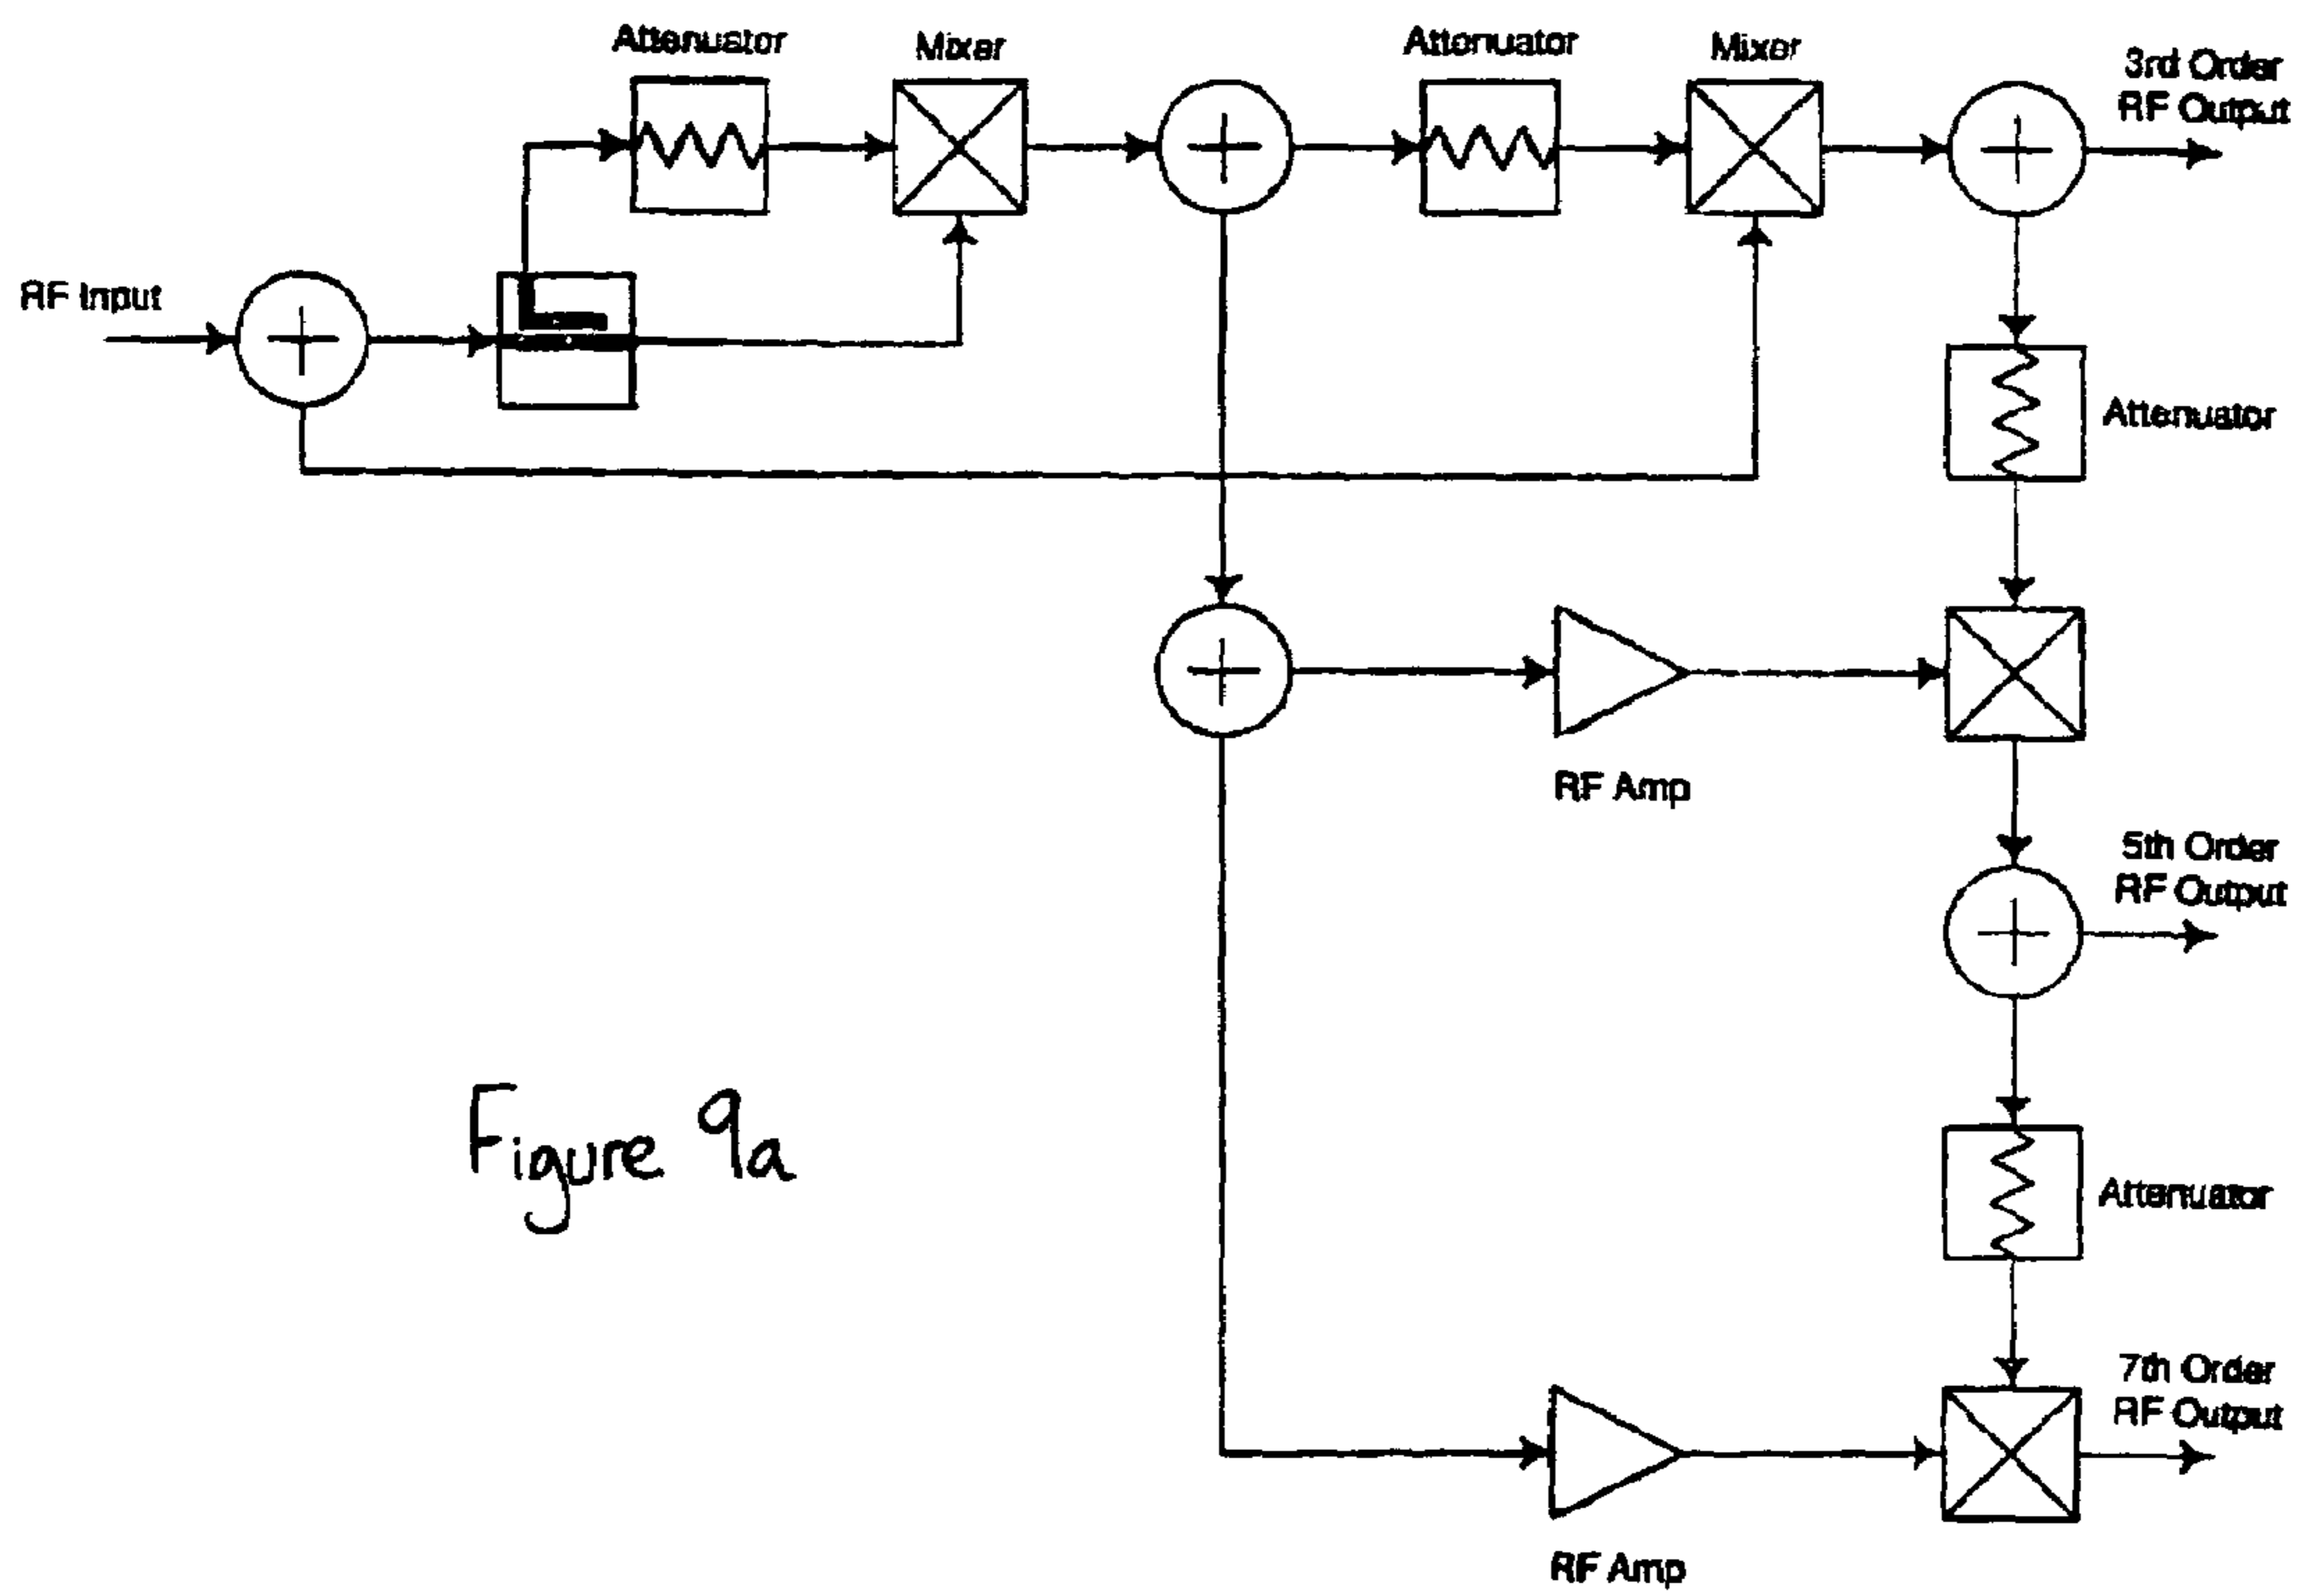 Attenuator
Mixer
Attenuator
Mixer
3rd Order
RF Output
RF Input
Attenuator
RF Amp
5th Order
RF Output
Figure 9a
Attenuator
7th Order
RF Output
RF Amp